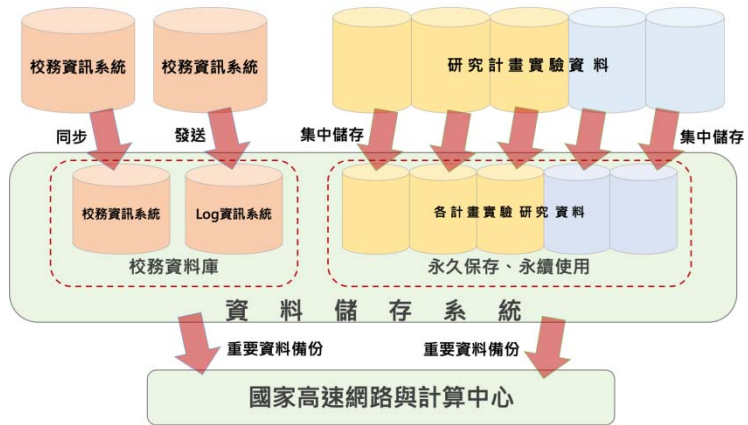 校務資訊系統
校務資訊系統
研究計畫實驗資料
同步
發送
集中儲存
集中儲存
校務資訊系統
Log資訊系統
各計畫實驗研究資料
校務資料庫
永久保存、永續使用
資料儲存系統
重要資料備份
重要資料備份
國家高速網路與計算中心